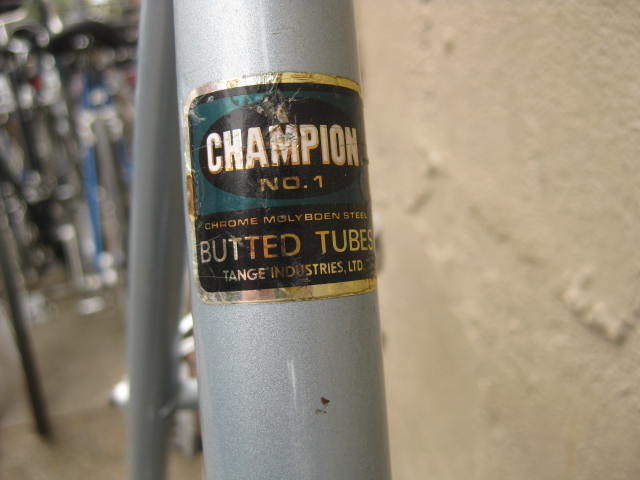 CHAMPION
NO.1
CHROME MOLYBDEN STEEL
BUTTED TUBES
TANGE INDUSTRIES, LTD.